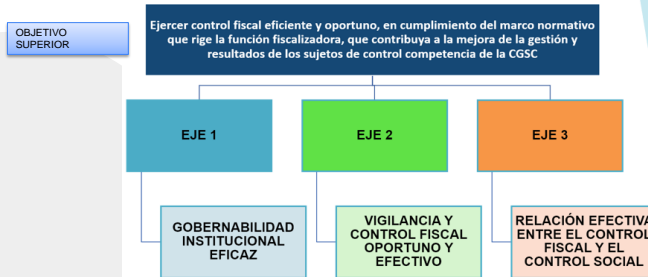 OBJETIVO
SUPERIOR
Ejercer control fiscal eficiente y oportuno, en cumplimiento del marco normativo
que rige la función fiscalizadora, que contribuya a la mejora de la gestión y
resultados de los sujetos de control competencia de la CGSC
EJE 1
EJE 2
EJE 3
GOBERNABILIDAD
INSTITUCIONAL
EFICAZ
VIGILANCIA Y
CONTROL FISCAL
OPORTUNO Y
EFECTIVO
RELACIÓN EFECTIVA
ENTRE EL CONTROL
FISCAL Y EL
CONTROL SOCIAL